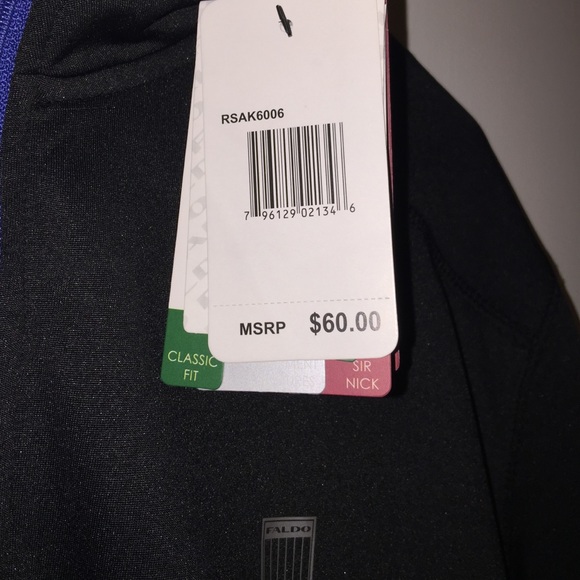 RSAK6006
7 96129 02134 6
MSRP $60.00
CLASSIC
FIT
SIR
NICK
FALDO